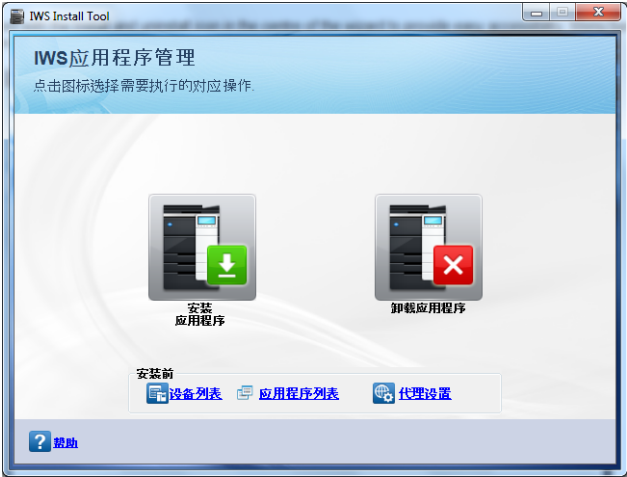 IWS Install Tool
IWS应用程序管理
点击图标选择需要执行的对应操作.
安装
应用程序
卸载应用程序
安装前
设备列表
应用程序列表
代理设置
帮助